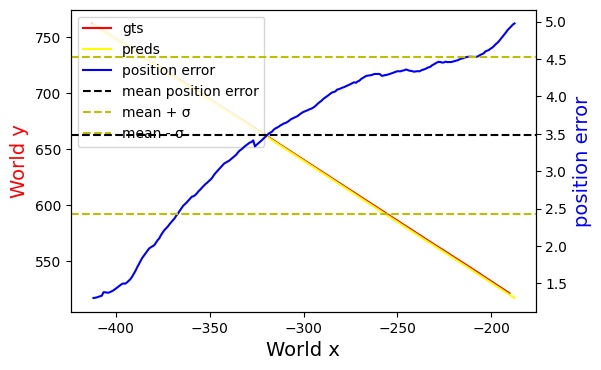 gts
preds
position error
mean position error
mean + σ
mean - σ
World y
750
700
650
600
550
5.0
4.5
4.0
3.5
3.0
2.5
2.0
1.5
position error
−400
−350
−300
−250
−200
World x